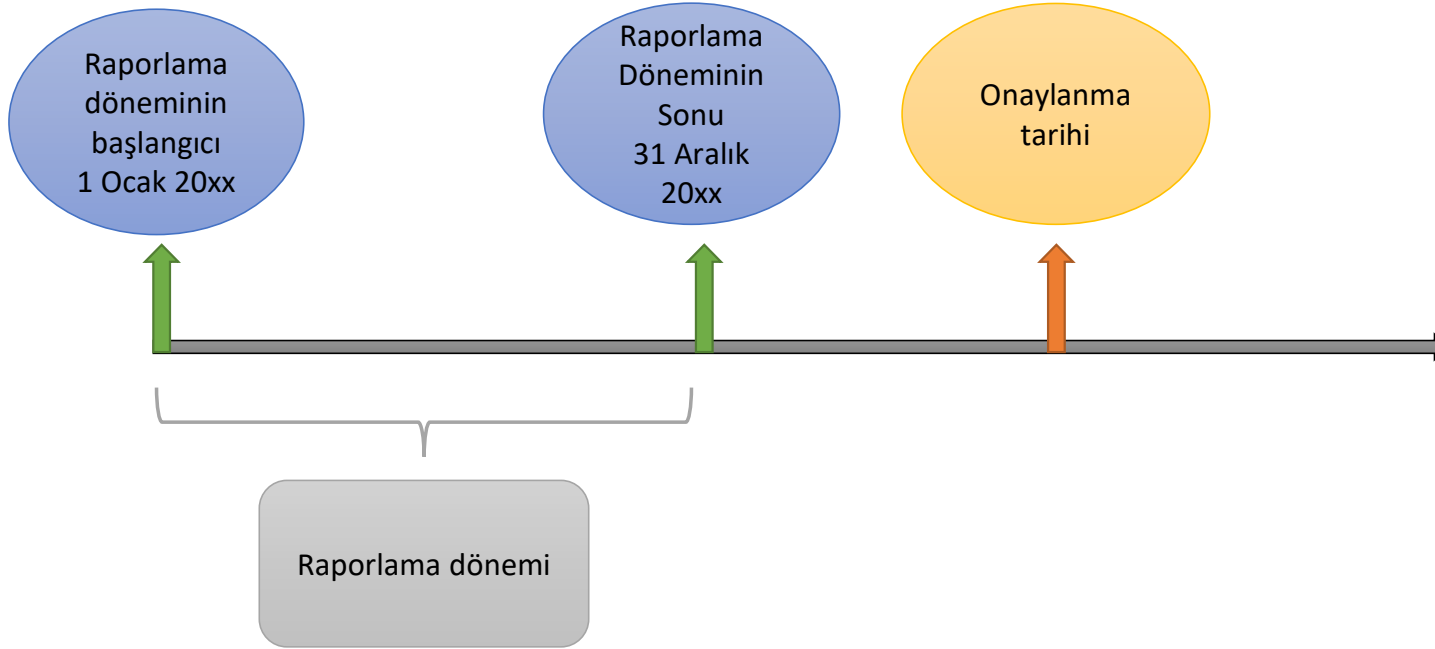 Raporlama
döneminin
başlangıcı
1 Ocak 20xx
Raporlama
Döneminin
Sonu
31 Aralık
20xx
Onaylanma
tarihi
Raporlama dönemi